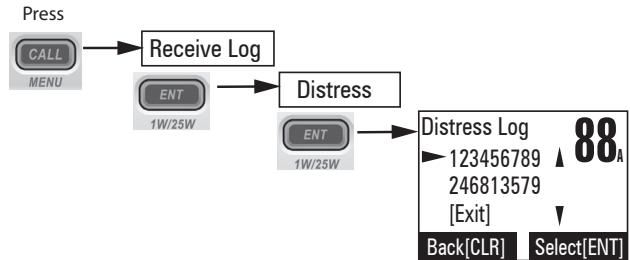 Press
CALL
MENU
Receive Log
ENT
1W/25W
Distress
ENT
1W/25W
Distress Log
88A
123456789
246813579
[Exit]
Back[CLR] Select[ENT]